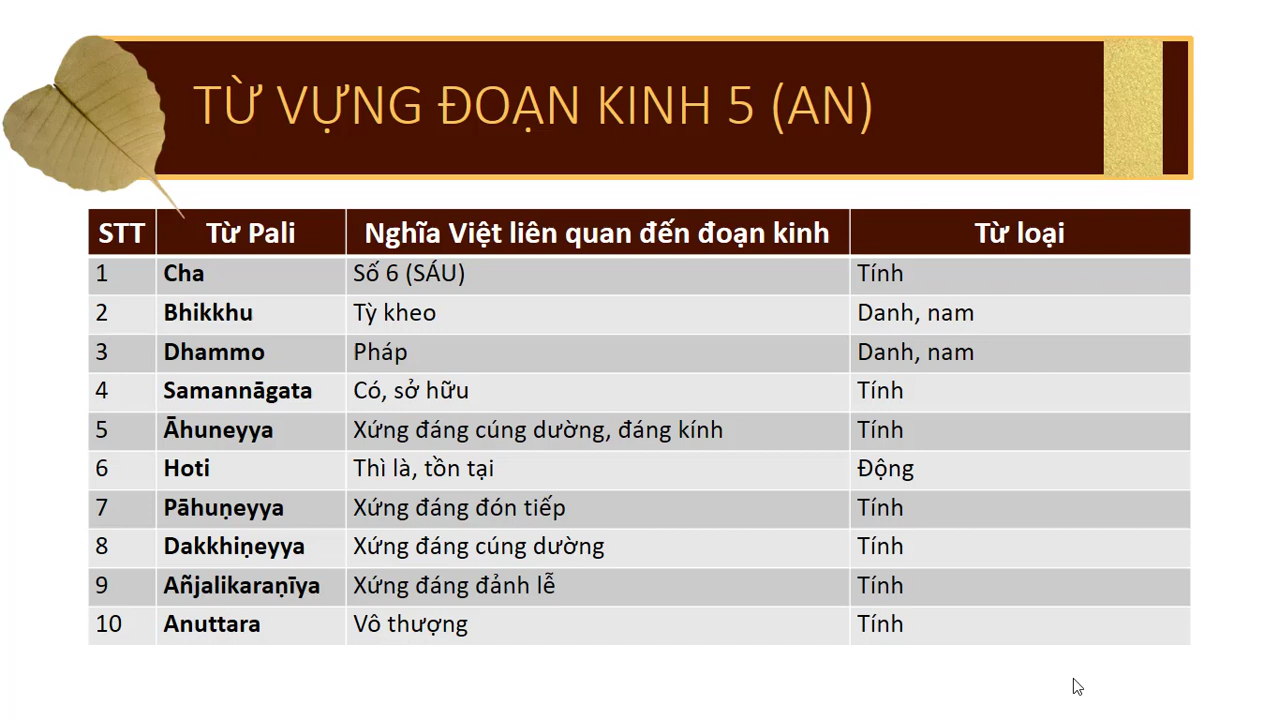 TỪ VỰNG ĐOẠN KINH 5 (AN)
STT Từ Pali Nghĩa Việt liên quan đến đoạn kinh Từ loại
1 Cha Số 6 (SÁU) Tính
2 Bhikkhu Tỳ kheo Danh, nam
3 Dhammo Pháp Danh, nam
4 Samannāgata Có, sở hữu Tính
5 Āhuneyya Xứng đáng cúng dường, đáng kính Tính
6 Hoti Thì là, tồn tại Động
7 Pāhuṇeyya Xứng đáng đón tiếp Tính
8 Dakkhiṇeyya Xứng đáng cúng dường Tính
9 Añjalikaraṇīya Xứng đáng đảnh lễ Tính
10 Anuttara Vô thượng Tính